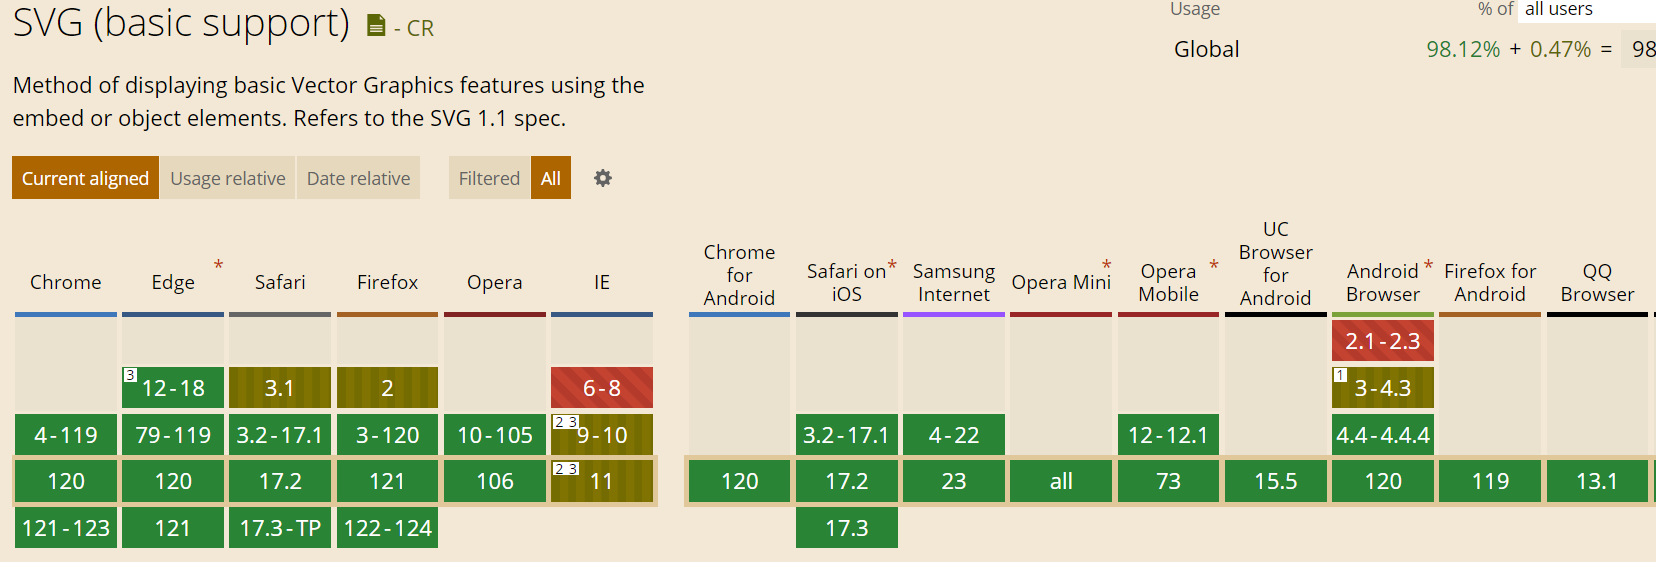 SVG (basic support) - CR
Usage % of all users
Global 98.12% + 0.47% = 98
Method of displaying basic Vector Graphics features using the
embed or object elements. Refers to the SVG 1.1 spec.
Current aligned Usage relative Date relative Filtered All
Chrome Edge * Safari Firefox Opera IE
Chrome for Android Safari on iOS * Samsung Internet Opera Mini * Opera Mobile * UC Browser for Android Android Browser * Firefox for Android QQ Browser
2.1-2.3
3 12-18 3.1 2 6-8 1 3-4.3
4-119 79-119 3.2-17.1 3-120 10-105 2 3 9-10 3.2-17.1 4-22 12-12.1 4.4-4.4.4
120 120 17.2 121 106 2 3 11 120 17.2 23 all 73 15.5 120 119 13.1
121-123 121 17.3-TP 122-124 17.3